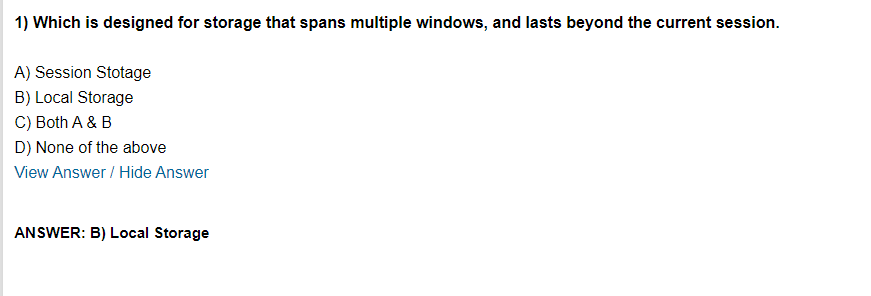 1) Which is designed for storage that spans multiple windows, and lasts beyond the current session.
A) Session Stotage
B) Local Storage
C) Both A & B
D) None of the above
View Answer / Hide Answer
ANSWER: B) Local Storage